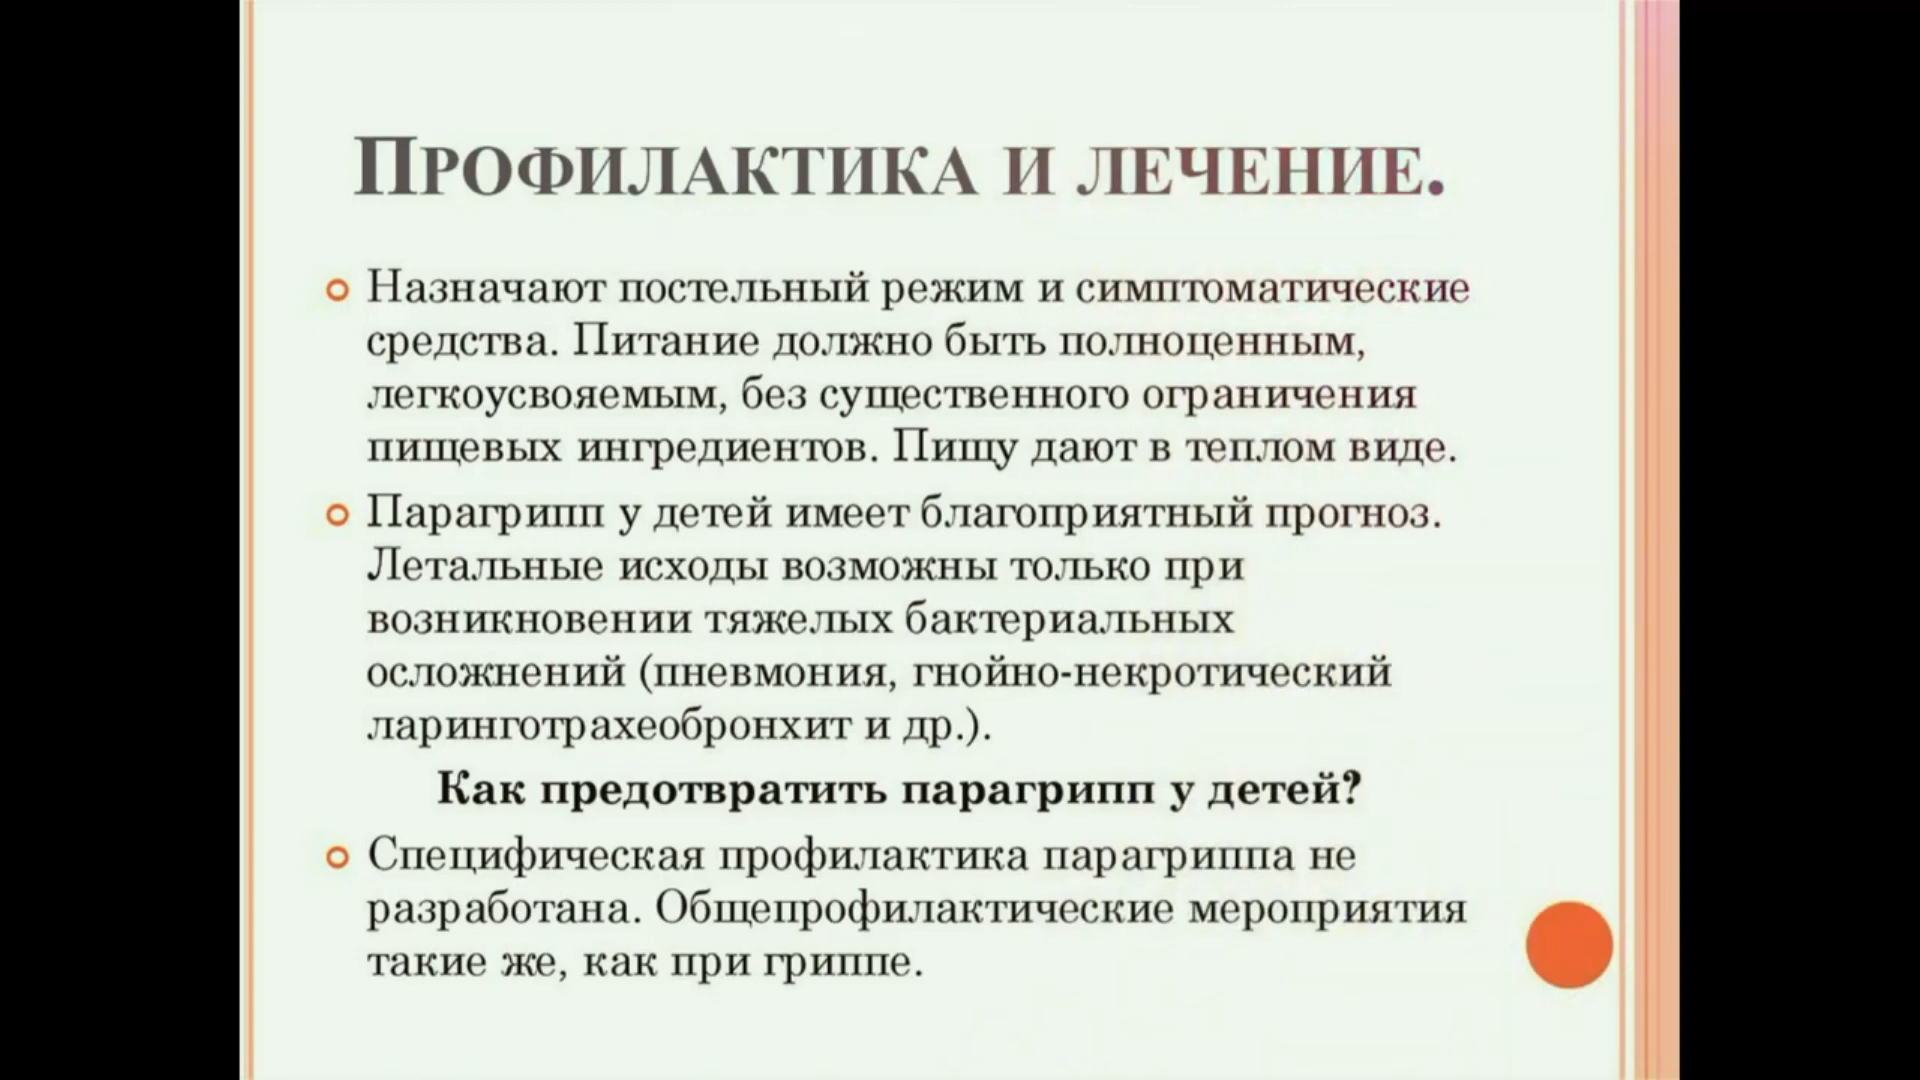 Профилактика и лечение.
Назначают постельный режим и симптоматические
средства. Питание должно быть полноценным,
легкоусвояемым, без существенного ограничения
пищевых ингредиентов. Пищу дают в теплом виде.
Парагрипп у детей имеет благоприятный прогноз.
Летальные исходы возможны только при
возникновении тяжелых бактериальных
осложнений (пневмония, гнойно-некротический
ларинготрахеобронхит и др.).
Как предотвратить парагрипп у детей?
Специфическая профилактика парагриппа не
разработана. Общепрофилактические мероприятия
такие же, как при гриппе.